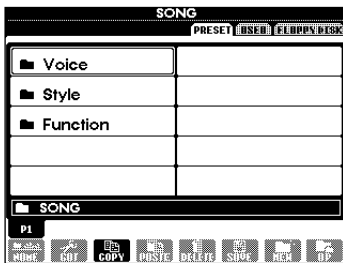 SONG
PRESET USER FLOPPY DISK
Voice
Style
Function
SONG
P1
NAME CUT COPY PASTE DELETE SAVE NEW UP